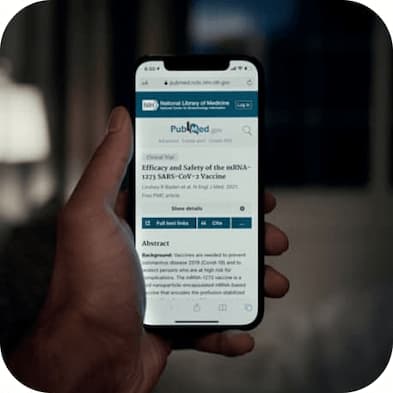 pubmed.ncbi.nlm.nih.gov
NIH National Library of Medicine
National Center for Biotechnology Information
Log in
PubMed.gov
Clinical Trial
Efficacy and Safety of the mRNA-
1273 SARS-CoV-2 Vaccine
Lindsey R Baden et al. N Engl J Med. 2021.
Free PMC article
Show details
Full text links
Cite
...
Abstract
Background: Vaccines are needed to prevent
coronavirus disease 2019 (Covid-19) and to
protect persons who are at high risk for
complications. The mRNA-1273 vaccine is a
lipid nanoparticle-encapsulated mRNA-based
vaccine that encodes the prefusion stabilized